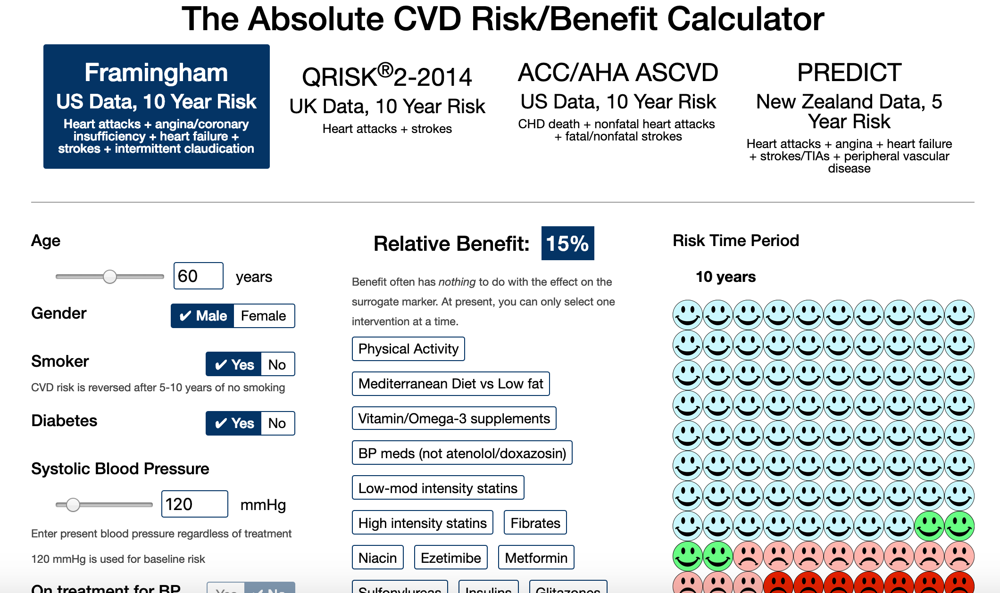 The Absolute CVD Risk/Benefit Calculator
Framingham
US Data, 10 Year Risk
Heart attacks + angina/coronary
insufficiency + heart failure +
strokes + intermittent claudication
QRISK®2-2014
UK Data, 10 Year Risk
Heart attacks + strokes
ACC/AHA ASCVD
US Data, 10 Year Risk
CHD death + nonfatal heart attacks
+ fatal/nonfatal strokes
PREDICT
New Zealand Data, 5
Year Risk
Heart attacks + angina + heart failure
+ strokes/TIAs + peripheral vascular
disease
Age
60 years
Gender
✔ Male Female
Smoker
✔ Yes No
CVD risk is reversed after 5-10 years of no smoking
Diabetes
✔ Yes No
Systolic Blood Pressure
120 mmHg
Enter present blood pressure regardless of treatment
120 mmHg is used for baseline risk
On treatment for BP
Yes ✔ No
Relative Benefit: 15%
Benefit often has nothing to do with the effect on the
surrogate marker. At present, you can only select one
intervention at a time.
Physical Activity
Mediterranean Diet vs Low fat
Vitamin/Omega-3 supplements
BP meds (not atenolol/doxazosin)
Low-mod intensity statins
High intensity statins Fibrates
Niacin Ezetimibe Metformin
Sulfonylureas Insulins Glitazones
Risk Time Period
10 years